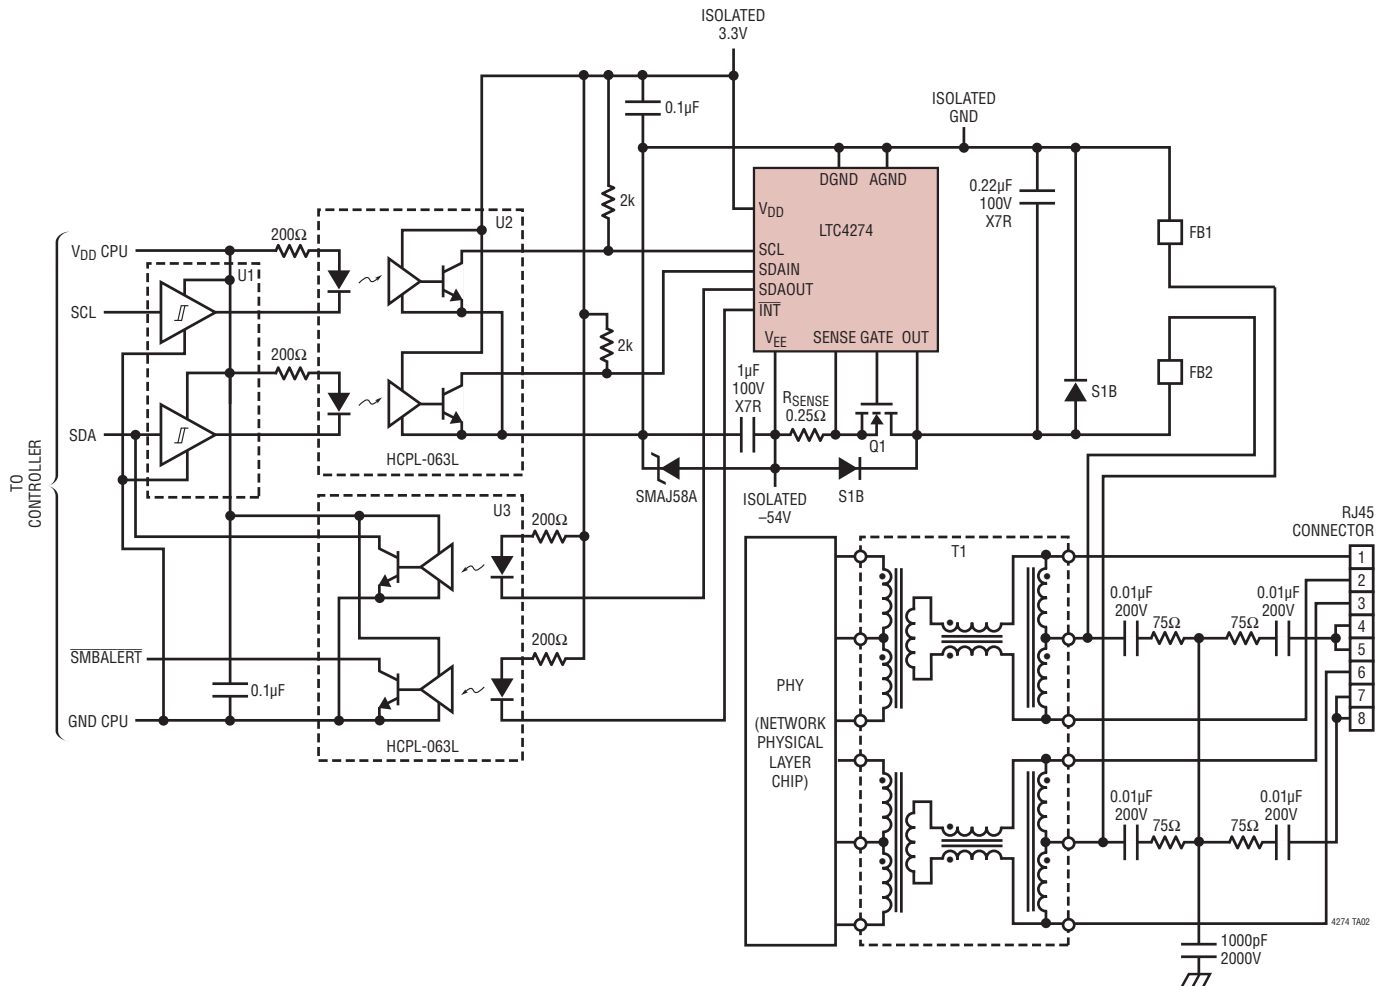 ISOLATED
3.3V
0.1µF
ISOLATED
GND
DGND AGND
0.22µF
100V
X7R
2k
VDD
LTC4274
FB1
U2
200Ω
VDD CPU
SCL
U1
SDAIN
SDAOUT
SCL
INT
VEE
SENSE GATE OUT
200Ω
2k
1µF
100V
X7R
FB2
RSENSE
0.25Ω
S1B
SDA
Q1
HCPL-063L
TO
CONTROLLER
SMAJ58A
ISOLATED
–54V
S1B
U3
200Ω
RJ45
CONNECTOR
T1
1
2
3
4
5
6
7
8
0.01µF
200V
75Ω
75Ω
0.01µF
200V
200Ω
SMBALERT
0.1µF
PHY
(NETWORK
PHYSICAL
LAYER
CHIP)
GND CPU
HCPL-063L
0.01µF
200V
75Ω
75Ω
0.01µF
200V
4274 TA02
1000pF
2000V